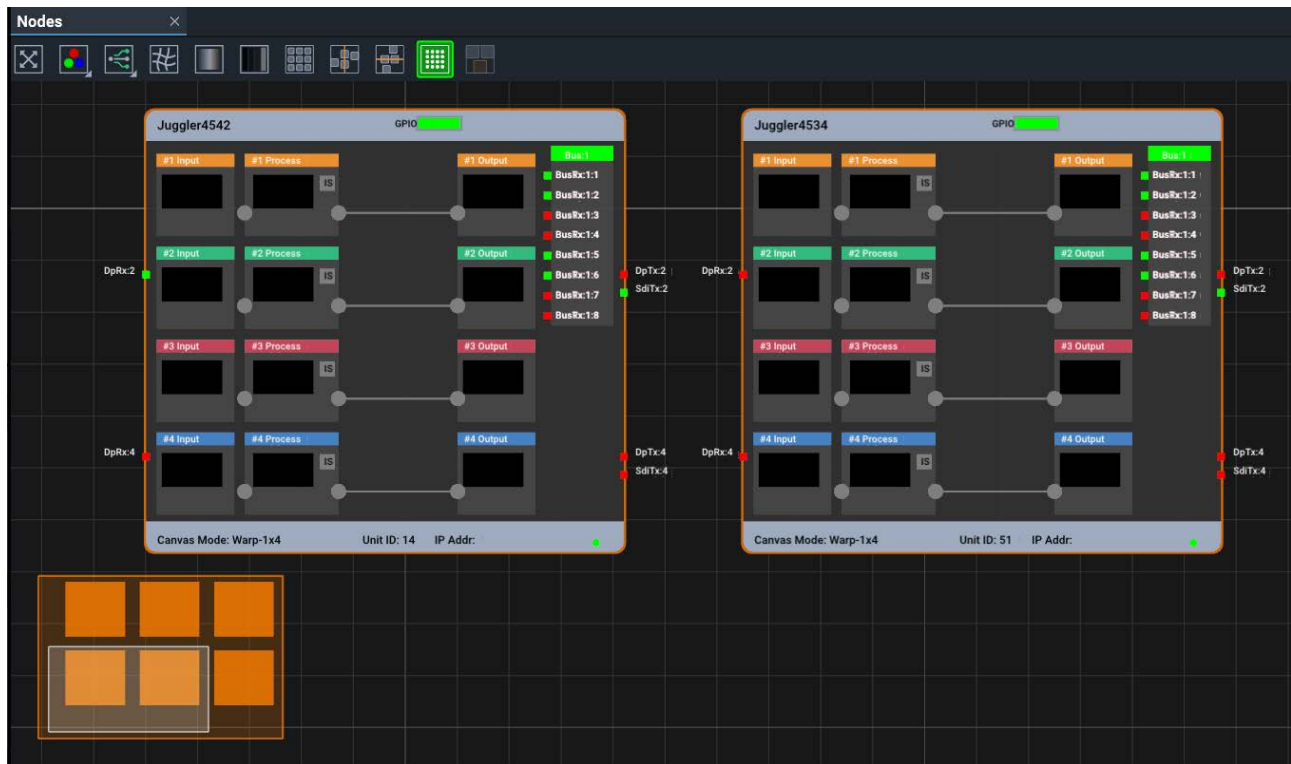 Nodes
Juggler4542
GPIO
#1 Input
#1 Process
IS
#1 Output
Bus:1
BusRx:1:1
BusRx:1:2
BusRx:1:3
BusRx:1:4
BusRx:1:5
BusRx:1:6
BusRx:1:7
BusRx:1:8
#2 Input
#2 Process
IS
#2 Output
DpRx:2
DpTx:2
SdiTx:2
#3 Input
#3 Process
IS
#3 Output
#4 Input
#4 Process
IS
#4 Output
DpRx:4
DpTx:4
SdiTx:4
Canvas Mode: Warp-1x4
Unit ID: 14
IP Addr:
Juggler4534
GPIO
#1 Input
#1 Process
IS
#1 Output
Bus:1
BusRx:1:1
BusRx:1:2
BusRx:1:3
BusRx:1:4
BusRx:1:5
BusRx:1:6
BusRx:1:7
BusRx:1:8
#2 Input
#2 Process
IS
#2 Output
DpRx:2
DpTx:2
SdiTx:2
#3 Input
#3 Process
IS
#3 Output
#4 Input
#4 Process
IS
#4 Output
DpRx:4
DpTx:4
SdiTx:4
Canvas Mode: Warp-1x4
Unit ID: 51
IP Addr: